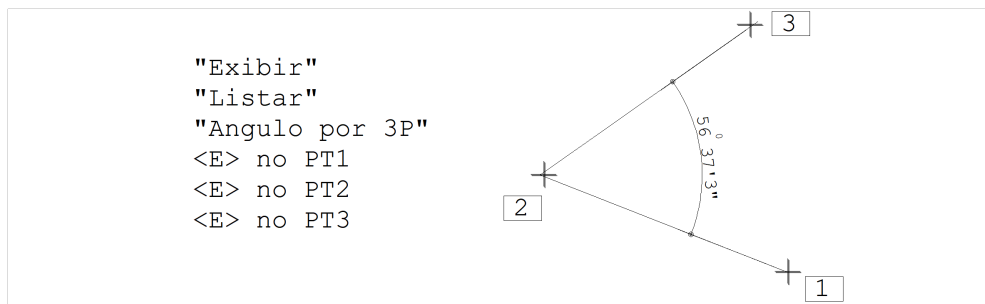 "Exibir"
"Listar"
"Angulo por 3P"
<E> no PT1
<E> no PT2
<E> no PT3
3
56°37'3"
2
1